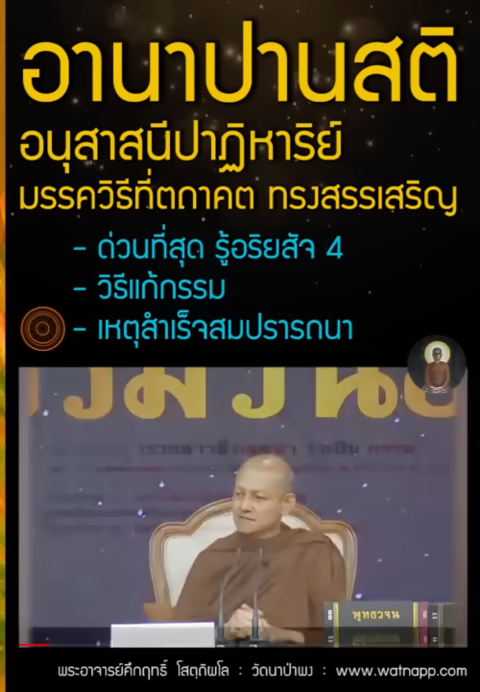 อานาปานสติ
อนุสาสนีปาฏิหาริย์
มรรควิธีที่ตถาคต ทรงสรรเสริญ
- ด่วนที่สุด รู้อริยสัจ 4
- วิธีแก้กรรม
- เหตุสำเร็จสมปรารถนา
พุทธวจน
พระอาจารย์คึกฤทธิ์ โสตฺถิผโล : วัดนาป่าพง : www.watnapp.com